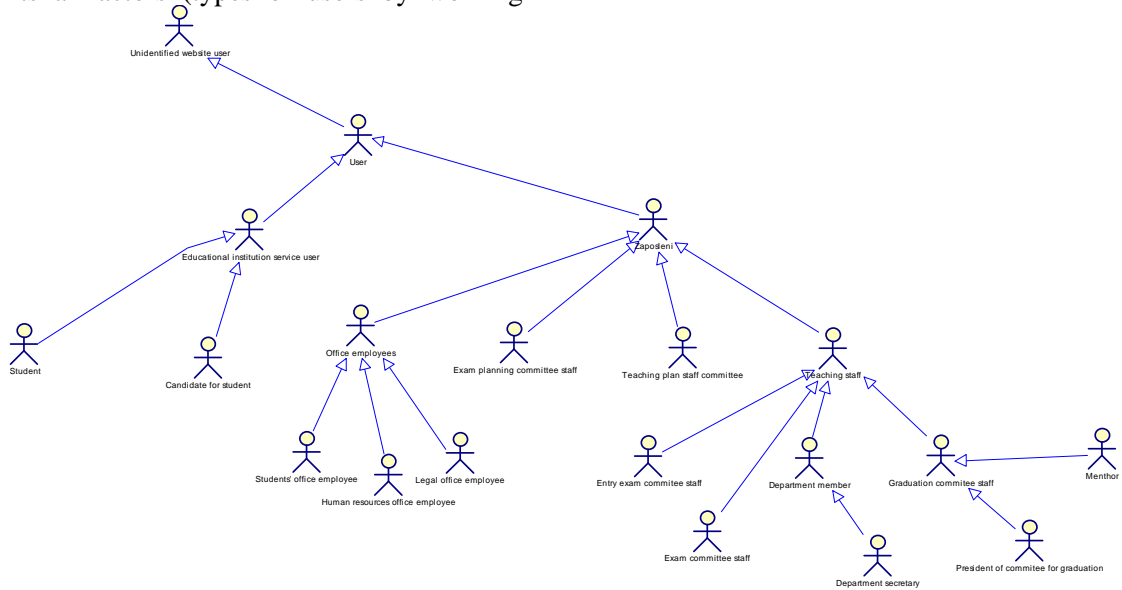 Unidentified website user
User
Zaposleni
Educational institution service user
Office employees
Exam planning committee staff
Teaching plan staff committee
Teaching staff
Student
Candidate for student
Students' office employee
Human resources office employee
Legal office employee
Entry exam commitee staff
Department member
Graduation commitee staff
Menthor
Exam committee staff
Department secretary
President of commitee for graduation